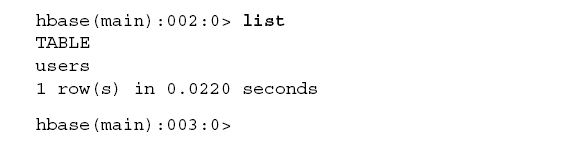 hbase(main):002:0> list
TABLE
users
1 row(s) in 0.0220 seconds
hbase(main):003:0>